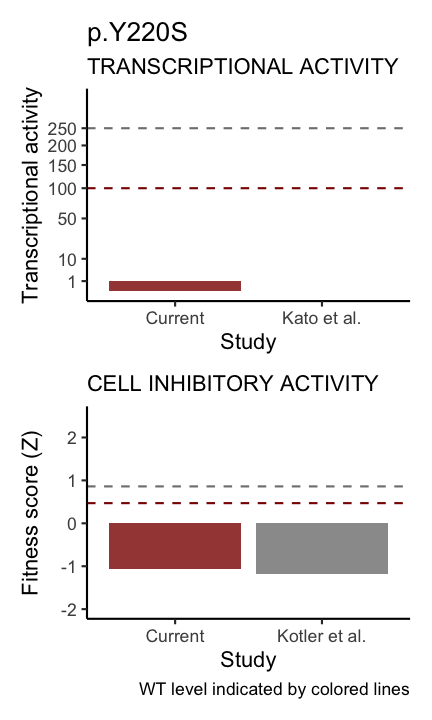 p.Y220S
TRANSCRIPTIONAL ACTIVITY
Transcriptional activity
250
200
150
100
50
10
1
Current
Kato et al.
Study
CELL INHIBITORY ACTIVITY
Fitness score (Z)
2
1
0
-1
-2
Current
Kotler et al.
Study
WT level indicated by colored lines